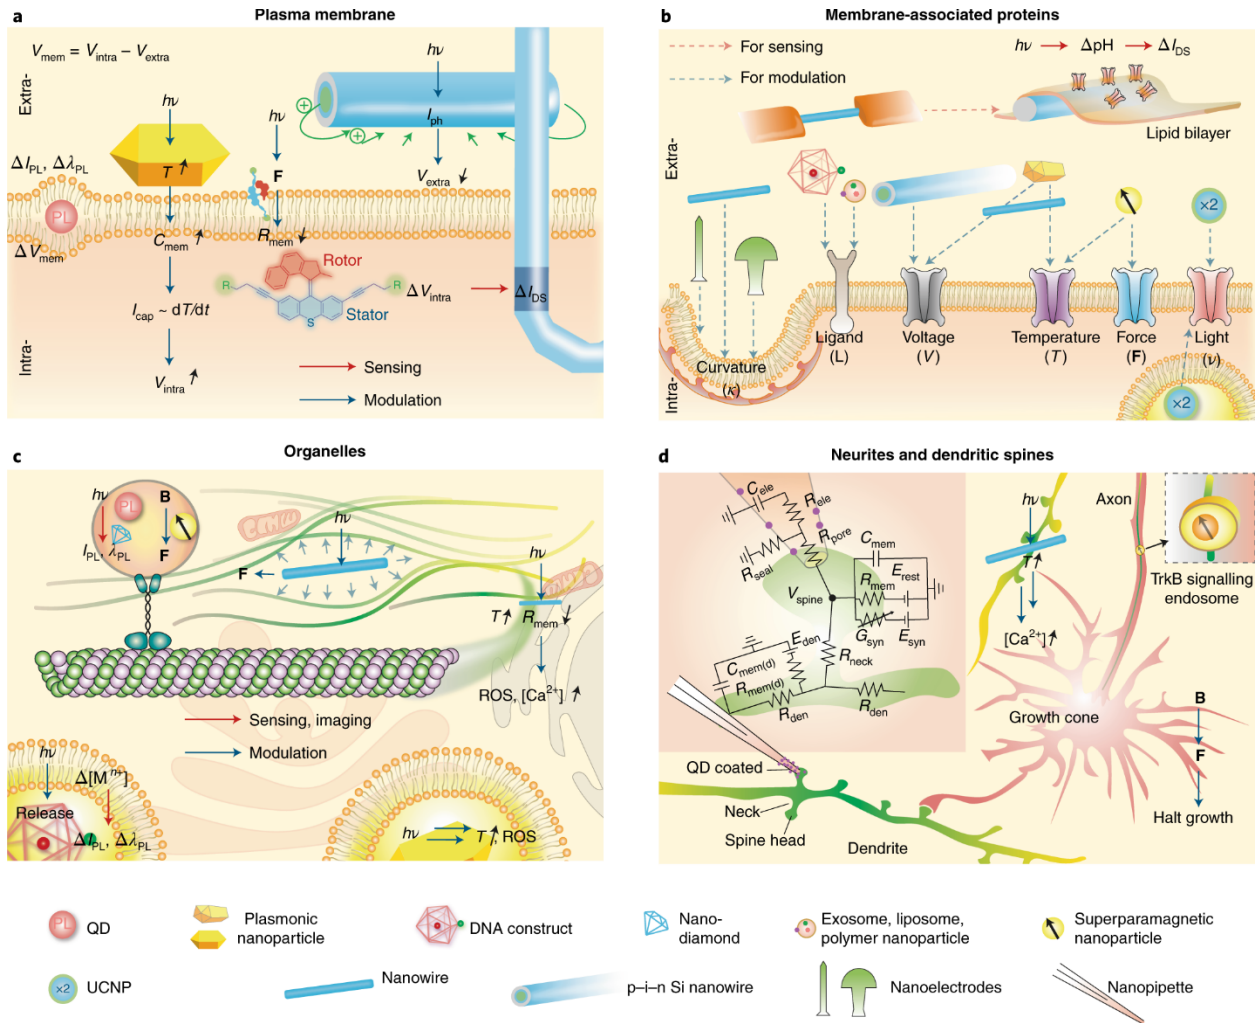 a
Plasma membrane
V_mem = V_intra − V_extra
Extra-
Intra-
hν
T
ΔI_PL, Δλ_PL
PL
ΔV_mem
C_mem
I_cap ~ dT/dt
V_intra
hν
F
R_mem
hν
I_ph
V_extra
+
+
Rotor
R
R
S
Stator
ΔV_intra
ΔI_DS
Sensing
Modulation
b
Membrane-associated proteins
For sensing
For modulation
hν
ΔpH
ΔI_DS
Lipid bilayer
Extra-
Intra-
×2
Curvature
(κ)
Ligand
(L)
Voltage
(V)
Temperature
(T)
Force
(F)
Light
(ν)
×2
c
Organelles
hν
PL
B
F
I_PL, λ_PL
hν
F
hν
T
R_mem
ROS, [Ca²⁺]
Sensing, imaging
Modulation
hν
Δ[Mⁿ⁺]
Release
ΔI_PL, Δλ_PL
hν
T, ROS
d
Neurites and dendritic spines
C_ele
R_ele
R_pore
R_seal
C_mem
E_rest
R_mem
V_spine
G_syn
E_syn
E_den
C_mem(d)
R_mem(d)
R_neck
R_den
R_den
QD coated
Neck
Spine head
Dendrite
hν
T
[Ca²⁺]
Axon
TrkB signalling
endosome
Growth cone
B
F
Halt growth
PL
QD
Plasmonic
nanoparticle
DNA construct
Nano-
diamond
Exosome, liposome,
polymer nanoparticle
Superparamagnetic
nanoparticle
×2
UCNP
Nanowire
p–i–n Si nanowire
Nanoelectrodes
Nanopipette